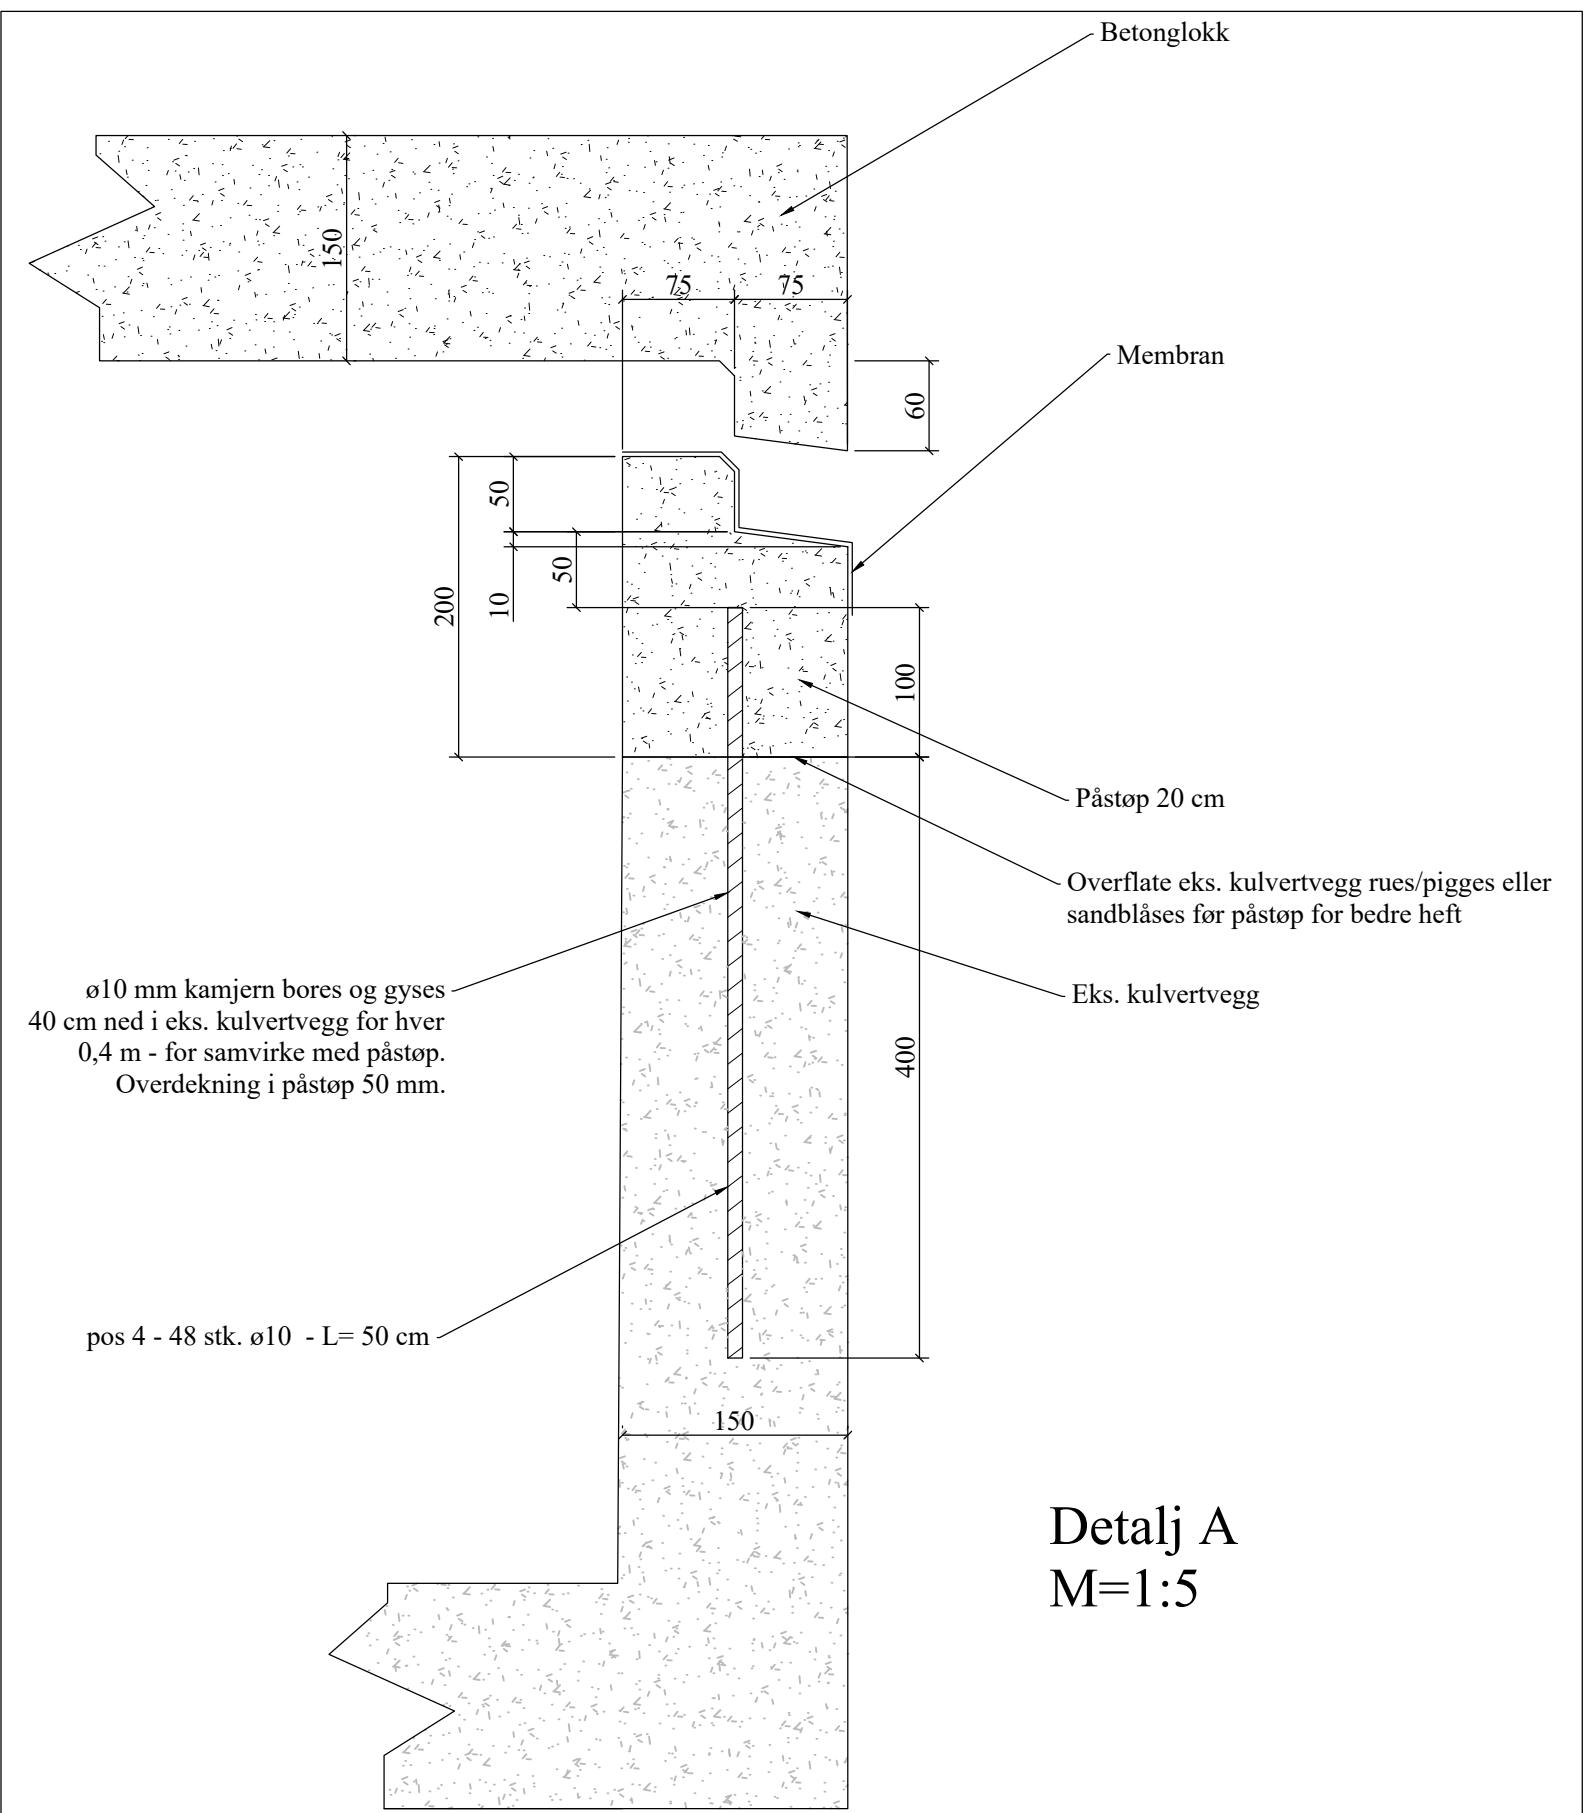 Betonglokk
150
75
75
Membran
60
50
50
10
200
100
Påstøp 20 cm
Overflate eks. kulvertvegg rues/pigges eller
sandblåses før påstøp for bedre heft
ø10 mm kamjern bores og gyses
40 cm ned i eks. kulvertvegg for hver
0,4 m - for samvirke med påstøp.
Overdekning i påstøp 50 mm.
Eks. kulvertvegg
400
pos 4 - 48 stk. ø10  - L= 50 cm
150
Detalj A
M=1:5